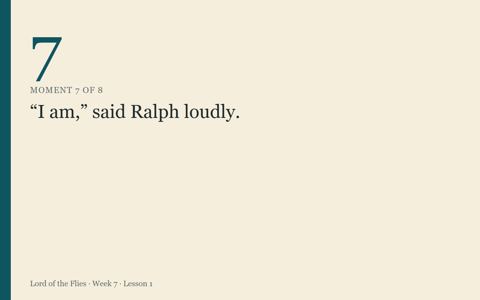 7
MOMENT 7 OF 8
“I am,” said Ralph loudly.
Lord of the Flies · Week 7 · Lesson 1